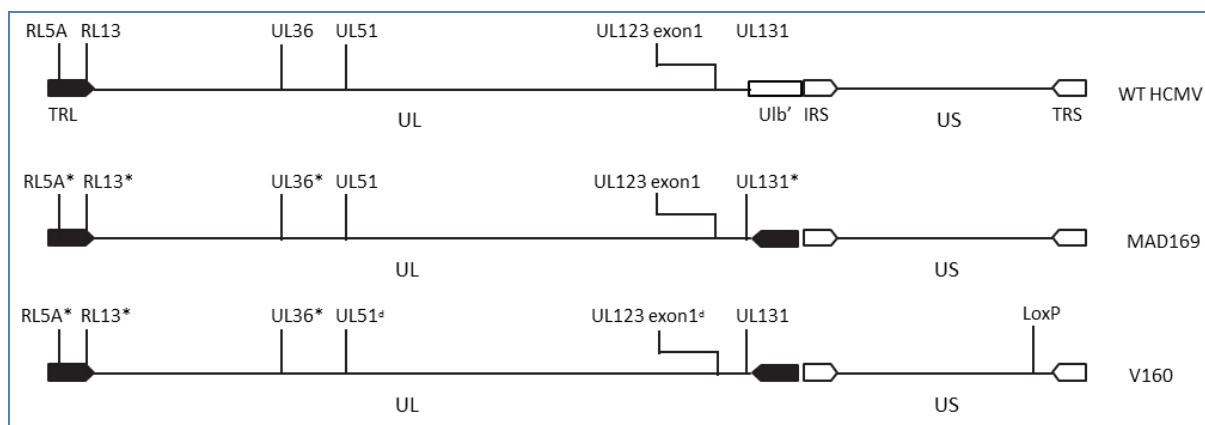 RL5A RL13 UL36 UL51 UL123 exon1 UL131
WT HCMV
TRL UL Ulb’ IRS US TRS
RL5A* RL13* UL36* UL51 UL123 exon1 UL131*
MAD169
UL US
RL5A* RL13* UL36* UL51ᵈ UL123 exon1ᵈ UL131 LoxP
V160
UL US